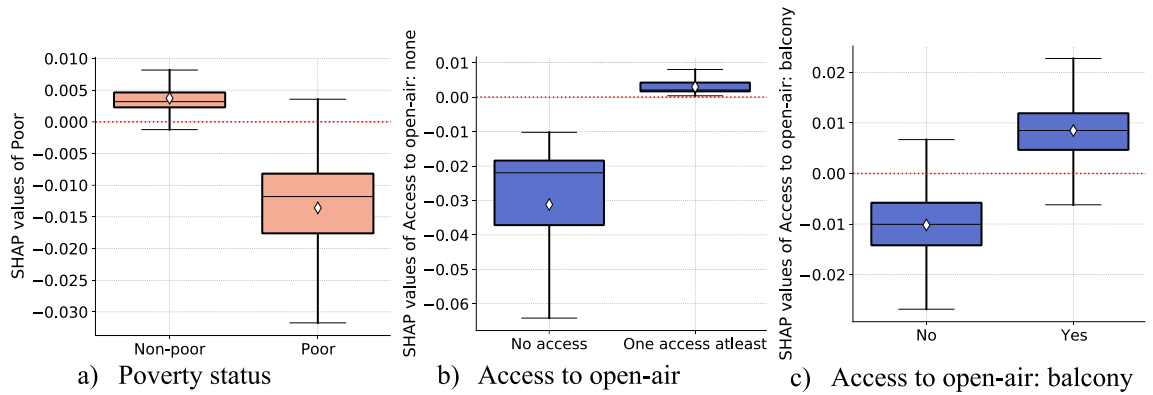 SHAP values of Poor
0.010
0.005
0.000
−0.005
−0.010
−0.015
−0.020
−0.025
−0.030
Non-poor Poor
a) Poverty status
SHAP values of Access to open-air: none
0.01
0.00
−0.01
−0.02
−0.03
−0.04
−0.05
−0.06
No access One access atleast
b) Access to open-air
SHAP values of Access to open-air: balcony
0.02
0.01
0.00
−0.01
−0.02
No Yes
c) Access to open-air: balcony